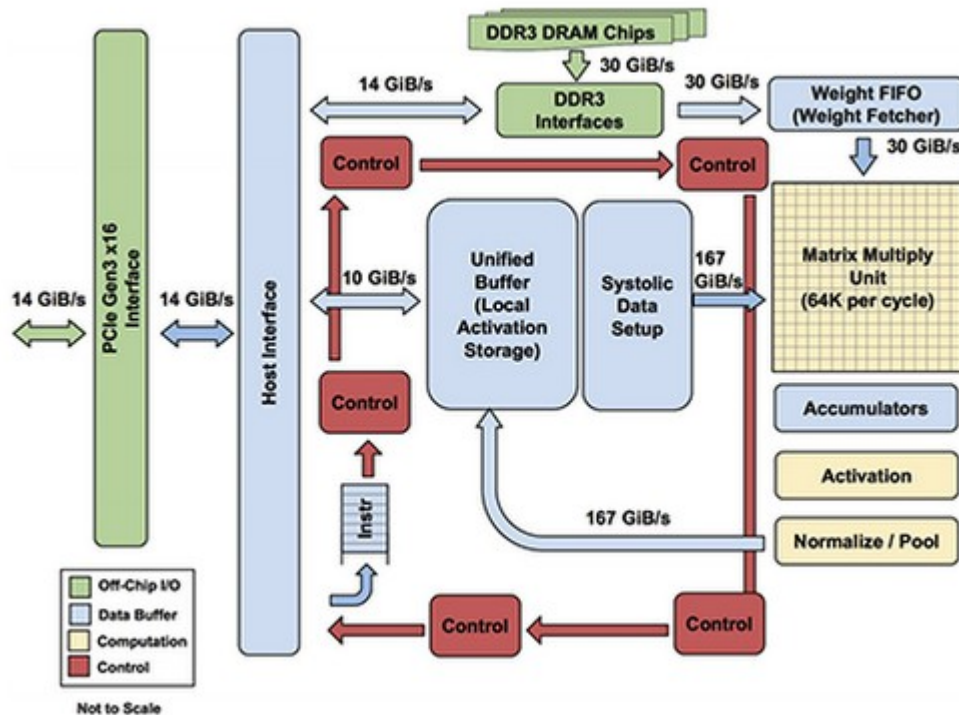 DDR3 DRAM Chips
30 GiB/s
14 GiB/s
DDR3
Interfaces
30 GiB/s
Weight FIFO
(Weight Fetcher)
30 GiB/s
Control
Control
PCIe Gen3 x16
Interface
Host Interface
14 GiB/s
14 GiB/s
10 GiB/s
Unified
Buffer
(Local
Activation
Storage)
Systolic
Data
Setup
167
GiB/s
Matrix Multiply
Unit
(64K per cycle)
Control
Accumulators
Activation
Instr
167 GiB/s
Normalize / Pool
Control
Control
Off-Chip I/O
Data Buffer
Computation
Control
Not to Scale